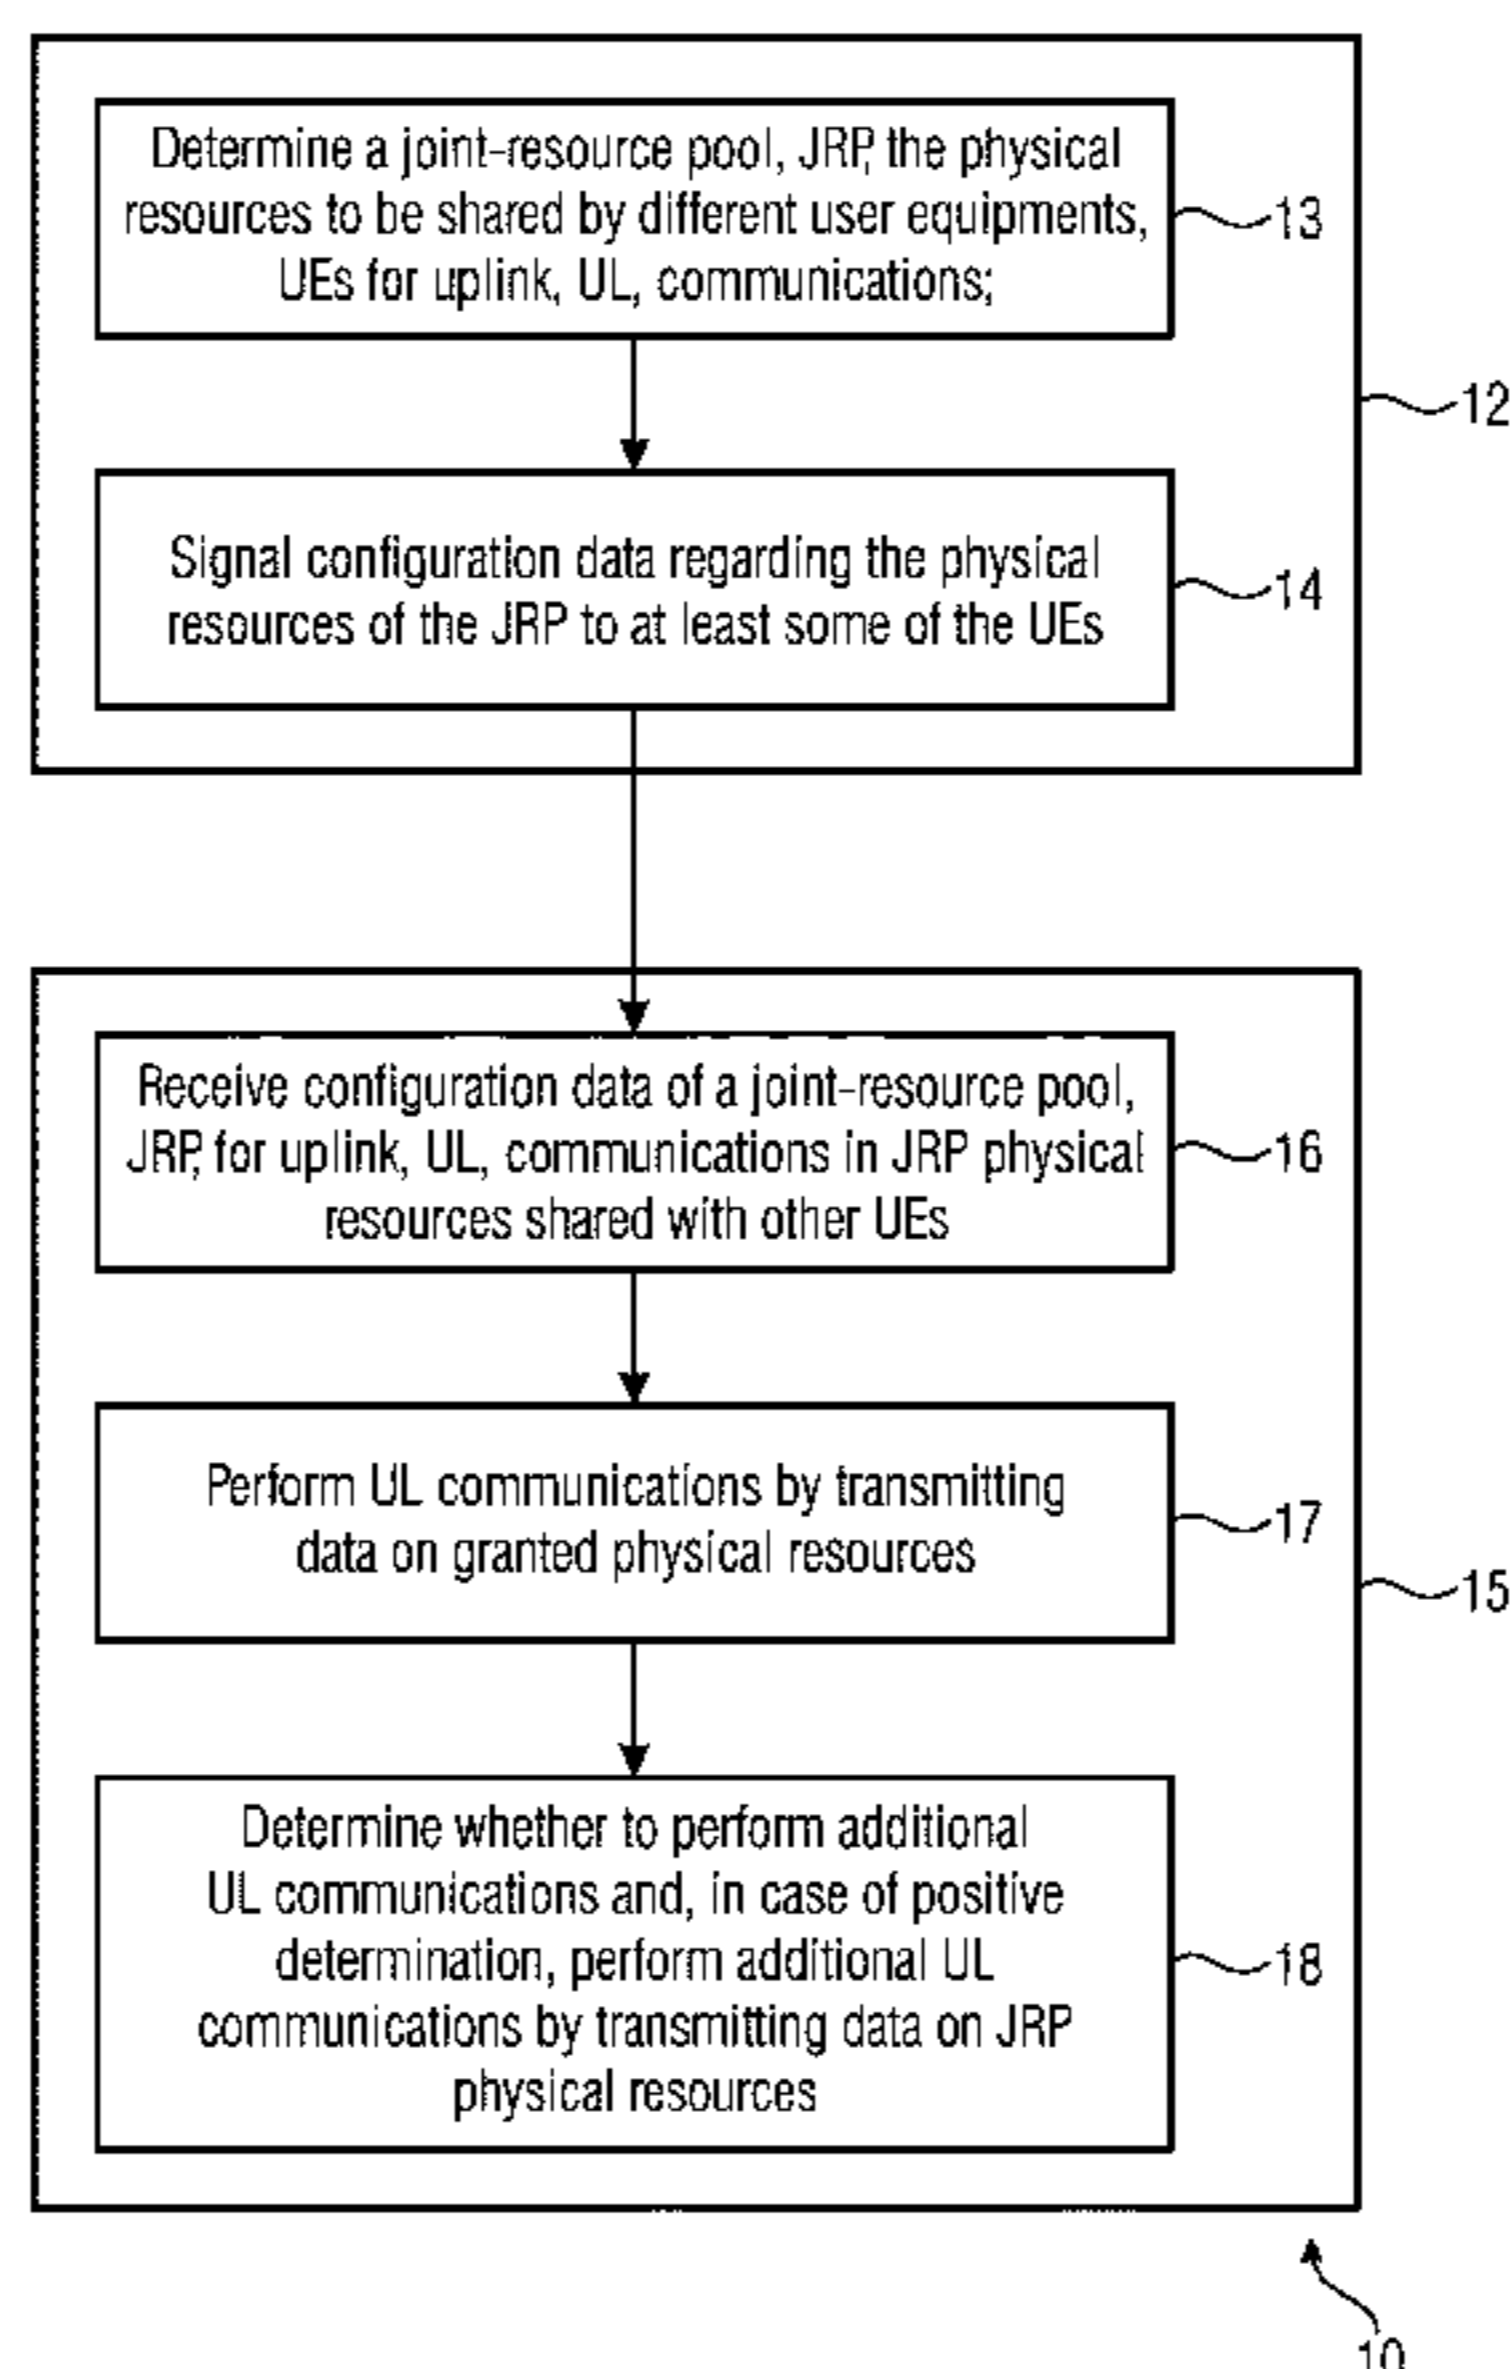 Determine a joint-resource pool, JRP, the physical
resources to be shared by different user equipments,
UEs for uplink, UL, communications;
13
12
Signal configuration data regarding the physical
resources of the JRP to at least some of the UEs
14
Receive configuration data of a joint-resource pool,
JRP, for uplink, UL, communications in JRP physical
resources shared with other UEs
16
Perform UL communications by transmitting
data on granted physical resources
17
15
Determine whether to perform additional
UL communications and, in case of positive
determination, perform additional UL
communications by transmitting data on JRP
physical resources
18
10